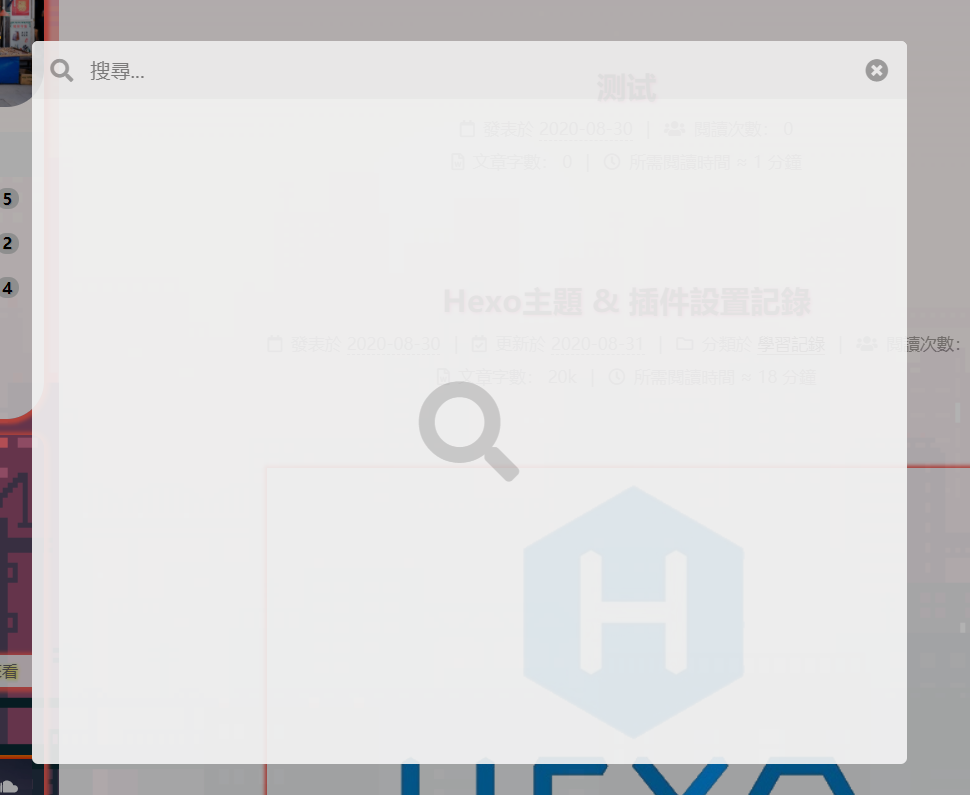 搜尋...
测试
發表於 2020-08-30 | 閱讀次數： 0
文章字數： 0 | 所需閱讀時間 ≈ 1 分鐘
5
2
4
Hexo主題 & 插件設置記錄
發表於 2020-08-30 | 更新於 2020-08-31 | 分類於 學習記錄 | 閱讀次數：
文章字數： 20k | 所需閱讀時間 ≈ 18 分鐘
看
HEXO